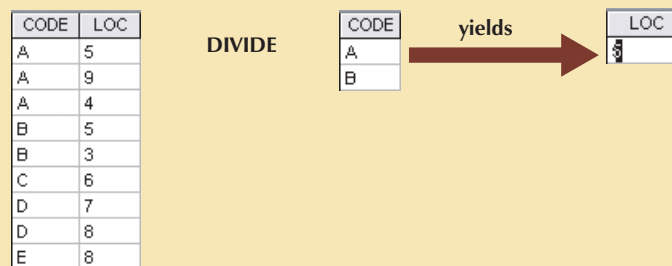 CODE LOC
A 5
A 9
A 4
B 5
B 3
C 6
D 7
D 8
E 8
DIVIDE
CODE
A
B
yields
LOC
5